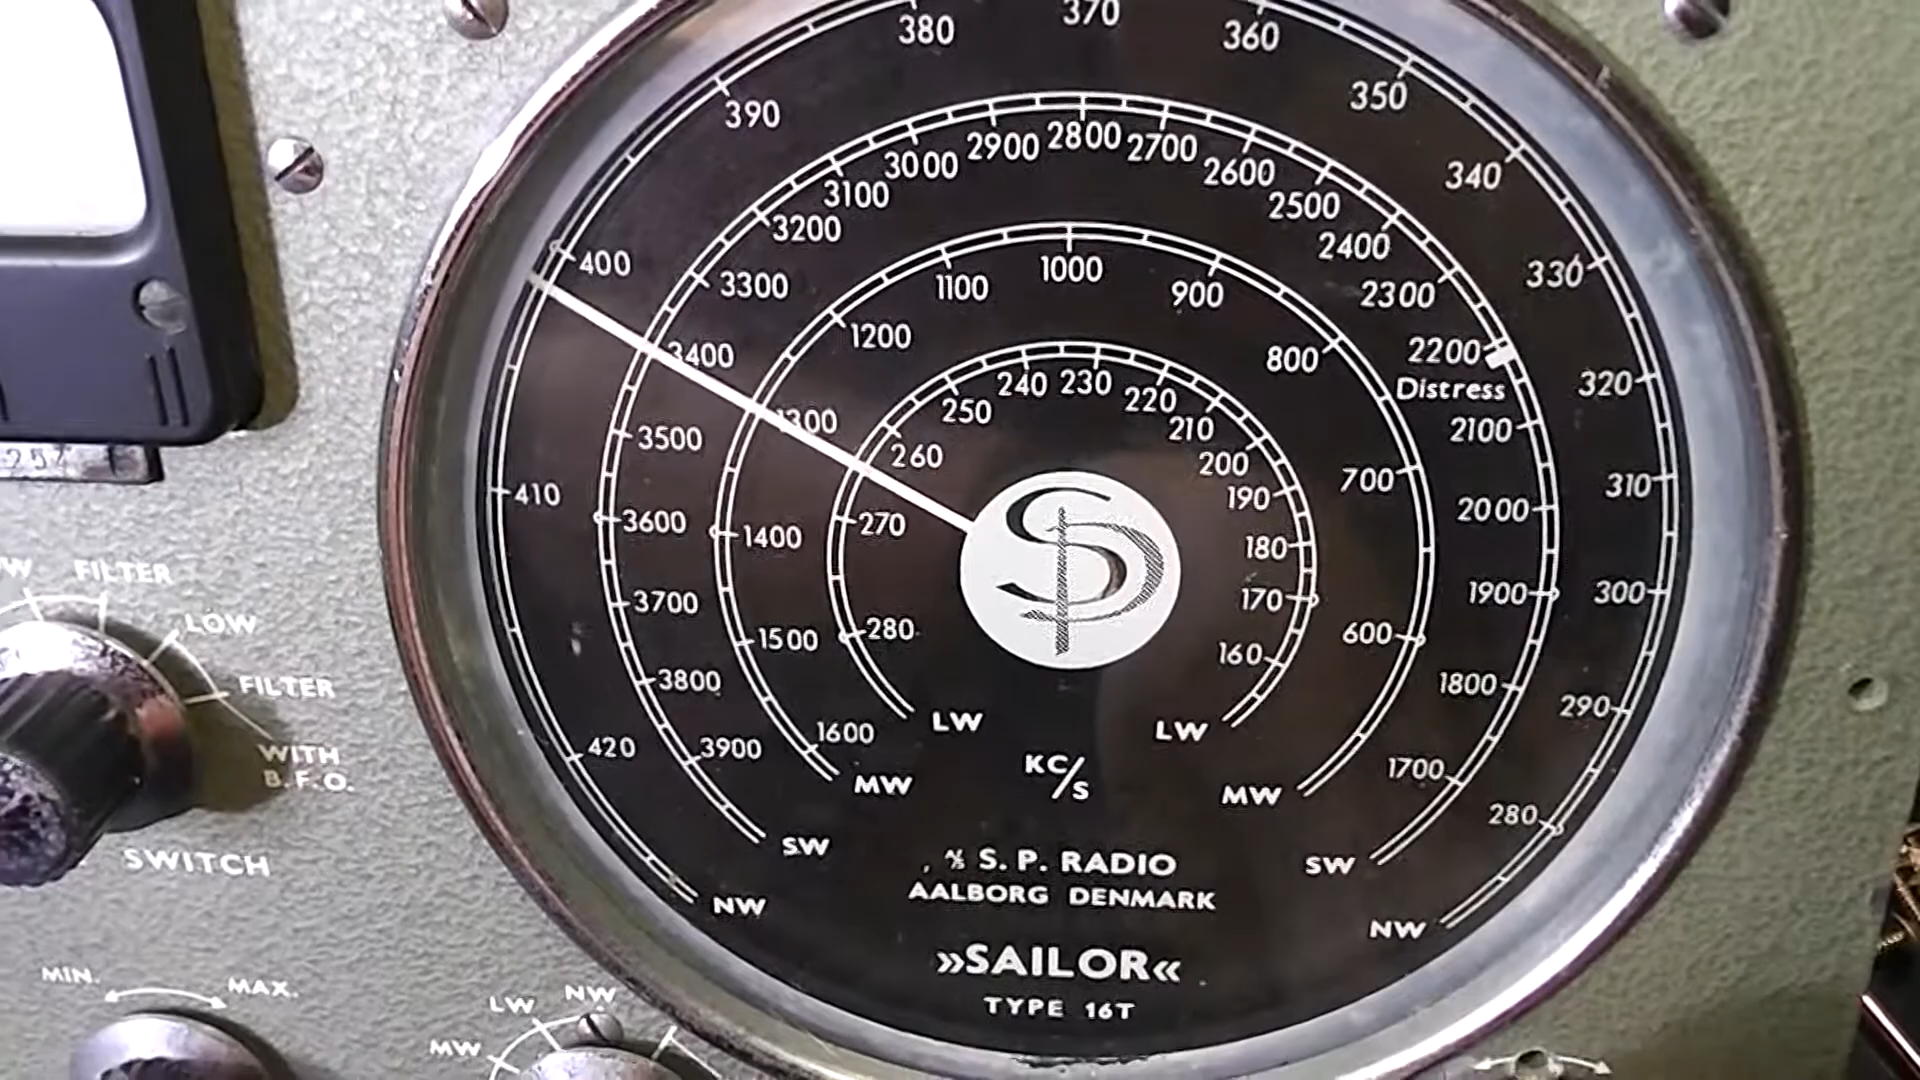 380 370 360
390 350
400 340
410 330
420 320
310
300
290
280
3000 2900 2800 2700 2600
3100 2500
3200 2400
3300 2300
3400 2200
Distress
3500 2100
3600 2000
3700 1900
3800 1800
3900 1700
1100 1000 900
1200 800
1300 700
1400 600
1500
1600
250 240 230 220
260 210
270 200
280 190
180
170
160
LW LW
MW KC/S MW
SW SW
NW NW
S. P. RADIO
AALBORG DENMARK
»SAILOR«
TYPE 16T
FILTER
LOW
FILTER
WITH
B.F.O.
SWITCH
MIN. MAX.
LW NW
MW